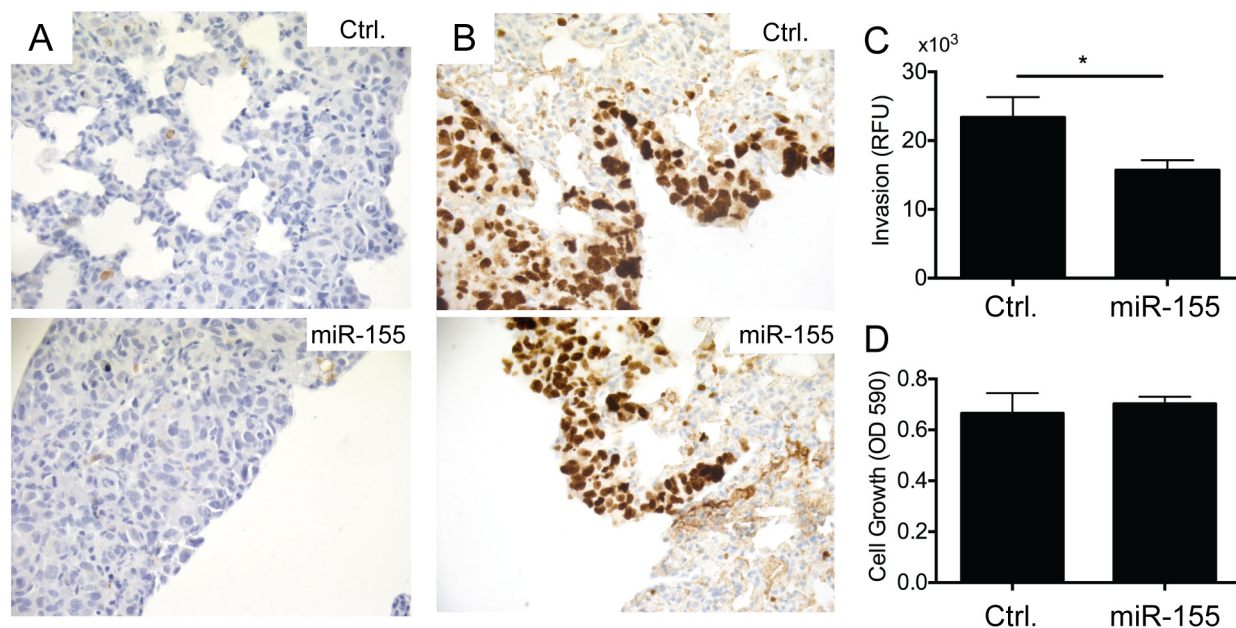 A
Ctrl.
miR-155
B
Ctrl.
miR-155
C
x10³
30
20
10
0
Invasion (RFU)
*
Ctrl.
miR-155
D
0.8
0.6
0.4
0.2
0.0
Cell Growth (OD 590)
Ctrl.
miR-155